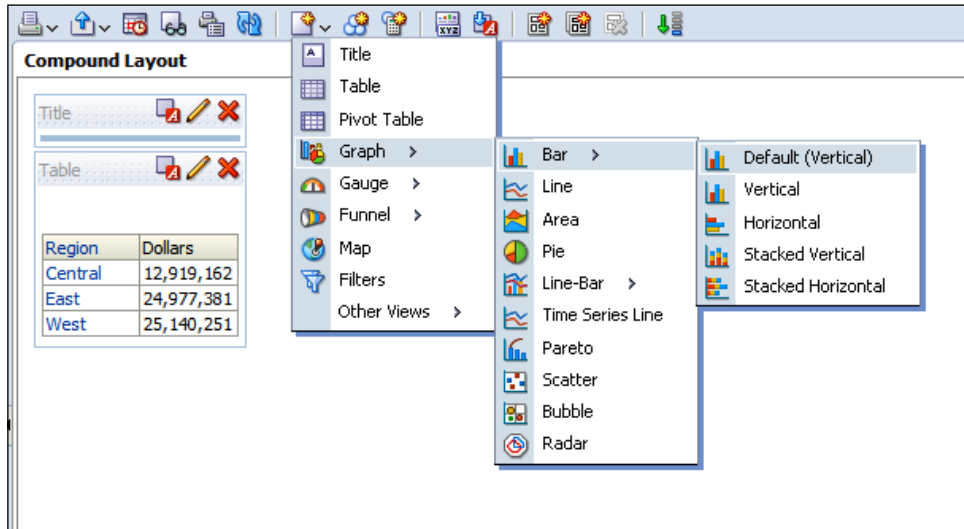 XYZ
Compound Layout
Title
Table
Region Dollars
Central 12,919,162
East 24,977,381
West 25,140,251
Title
Table
Pivot Table
Graph >
Gauge >
Funnel >
Map
Filters
Other Views >
Bar >
Line
Area
Pie
Line-Bar >
Time Series Line
Pareto
Scatter
Bubble
Radar
Default (Vertical)
Vertical
Horizontal
Stacked Vertical
Stacked Horizontal